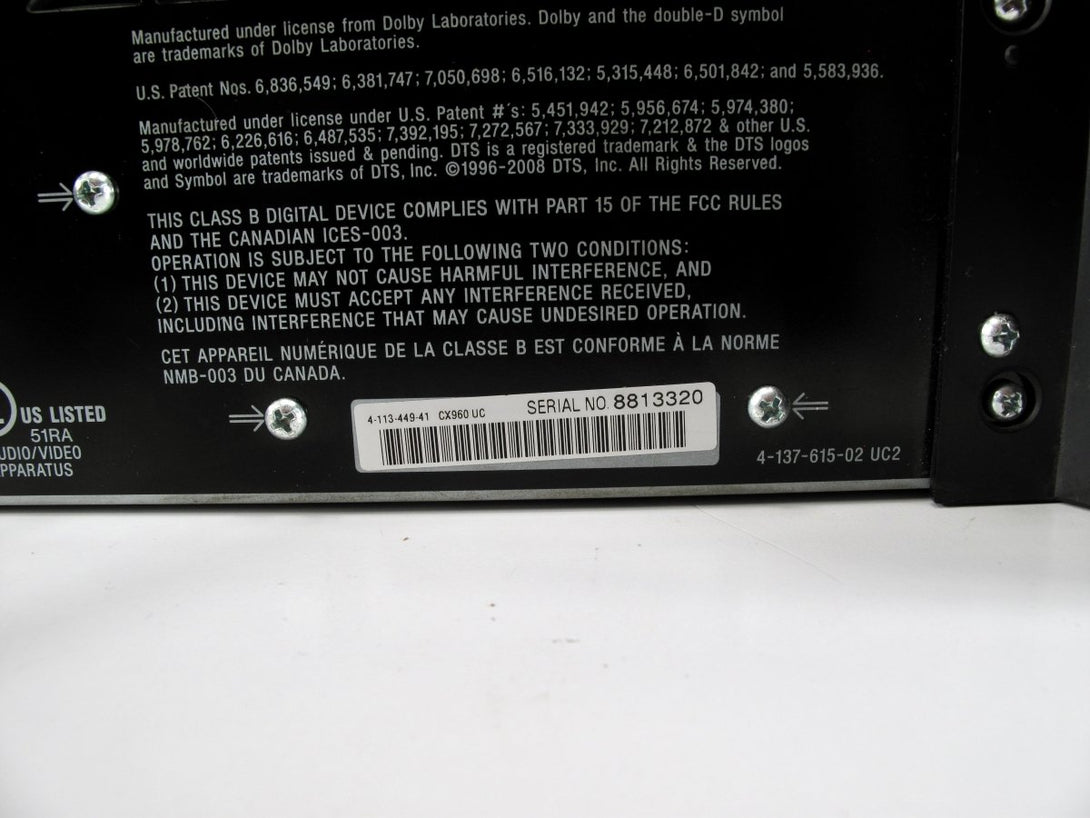 Manufactured under license from Dolby Laboratories. Dolby and the double-D symbol
are trademarks of Dolby Laboratories.
U.S. Patent Nos. 6,836,549; 6,381,747; 7,050,698; 6,516,132; 5,315,448; 6,501,842; and 5,583,936.
Manufactured under license under U.S. Patent #'s: 5,451,942; 5,956,674; 5,974,380;
5,978,762; 6,226,616; 6,487,535; 7,392,195; 7,272,567; 7,333,929; 7,212,872 & other U.S.
and worldwide patents issued & pending. DTS is a registered trademark & the DTS logos
and Symbol are trademarks of DTS, Inc. ©1996-2008 DTS, Inc. All Rights Reserved.
THIS CLASS B DIGITAL DEVICE COMPLIES WITH PART 15 OF THE FCC RULES
AND THE CANADIAN ICES-003.
OPERATION IS SUBJECT TO THE FOLLOWING TWO CONDITIONS:
(1) THIS DEVICE MAY NOT CAUSE HARMFUL INTERFERENCE, AND
(2) THIS DEVICE MUST ACCEPT ANY INTERFERENCE RECEIVED,
INCLUDING INTERFERENCE THAT MAY CAUSE UNDESIRED OPERATION.
CET APPAREIL NUMÉRIQUE DE LA CLASSE B EST CONFORME À LA NORME
NMB-003 DU CANADA.
US LISTED
51RA
UDIO/VIDEO
PPARATUS
4-113-449-41 CX960 UC SERIAL NO. 8813320
4-137-615-02 UC2